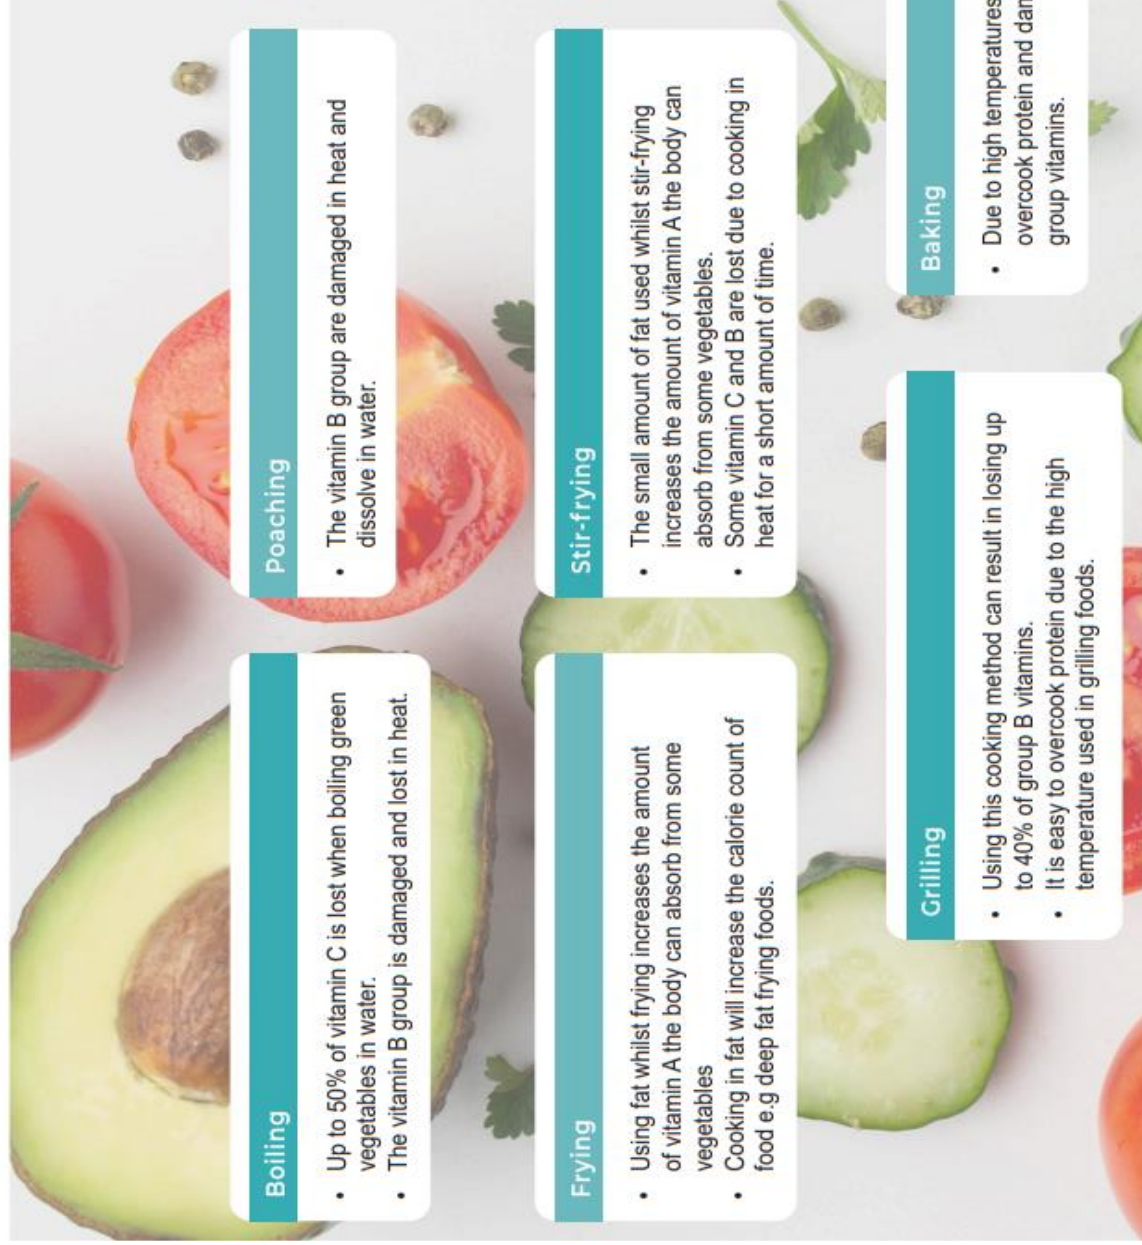 Boiling
• Up to 50% of vitamin C is lost when boiling green
vegetables in water.
• The vitamin B group is damaged and lost in heat.
Poaching
• The vitamin B group are damaged in heat and
dissolve in water.
Frying
• Using fat whilst frying increases the amount
of vitamin A the body can absorb from some
vegetables
• Cooking in fat will increase the calorie count of
food e.g deep fat frying foods.
Stir-frying
• The small amount of fat used whilst stir-frying
increases the amount of vitamin A the body can
absorb from some vegetables.
• Some vitamin C and B are lost due to cooking in
heat for a short amount of time.
Grilling
• Using this cooking method can result in losing up
to 40% of group B vitamins.
• It is easy to overcook protein due to the high
temperature used in grilling foods.
Baking
• Due to high temperatures
overcook protein and
group vitamins.